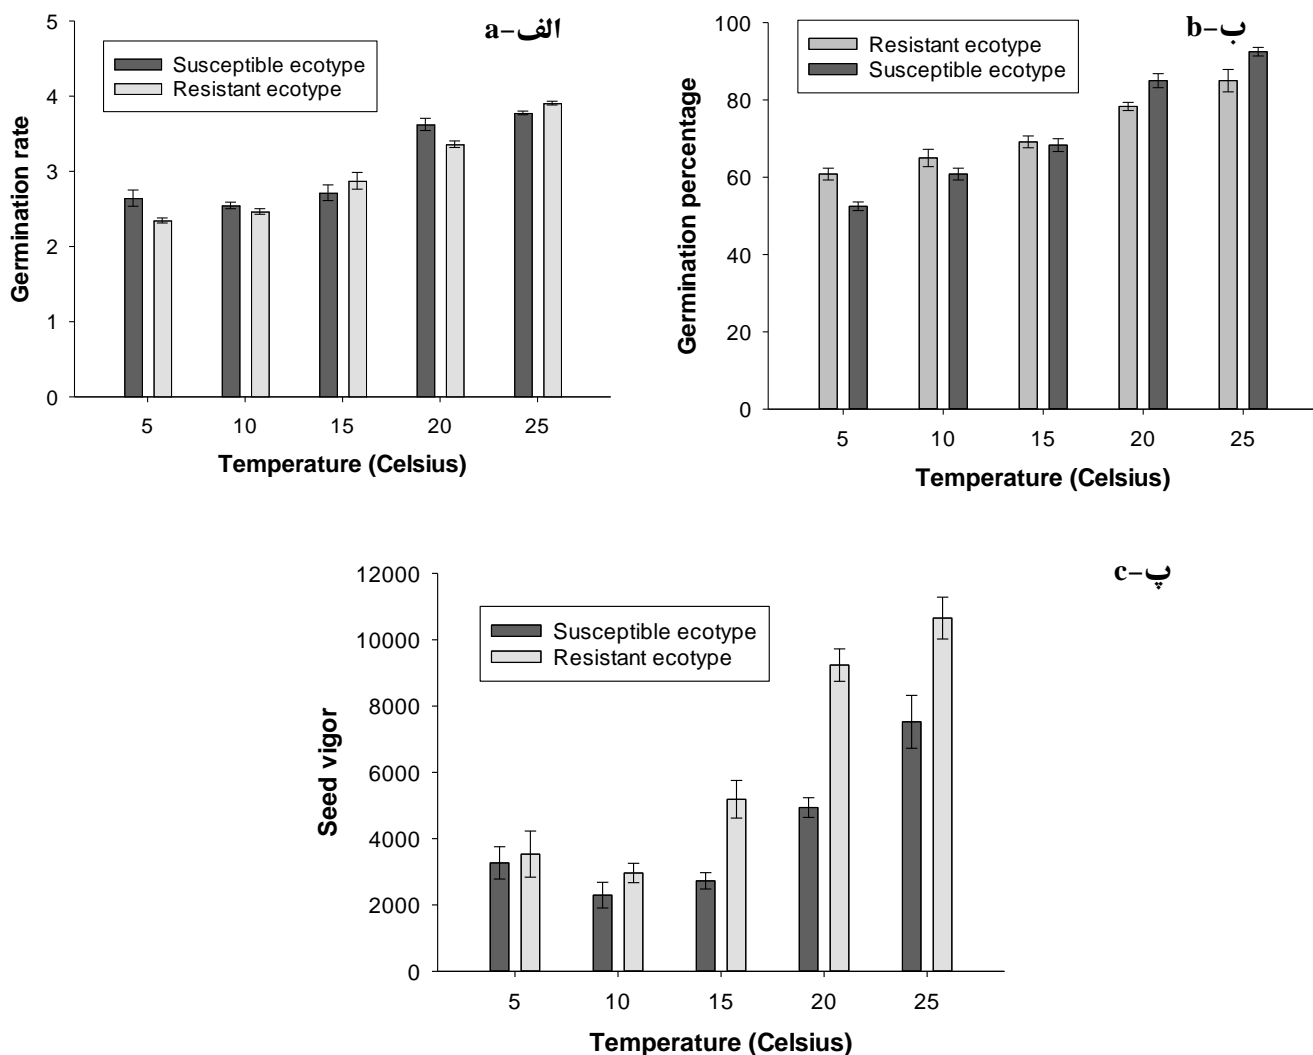 a-الف
Susceptible ecotype
Resistant ecotype
5
4
3
2
1
0
Germination rate
5 10 15 20 25
Temperature (Celsius)
b-ب
Resistant ecotype
Susceptible ecotype
100
80
60
40
20
0
Germination percentage
5 10 15 20 25
Temperature (Celsius)
c-پ
Susceptible ecotype
Resistant ecotype
12000
10000
8000
6000
4000
2000
0
Seed vigor
5 10 15 20 25
Temperature (Celsius)